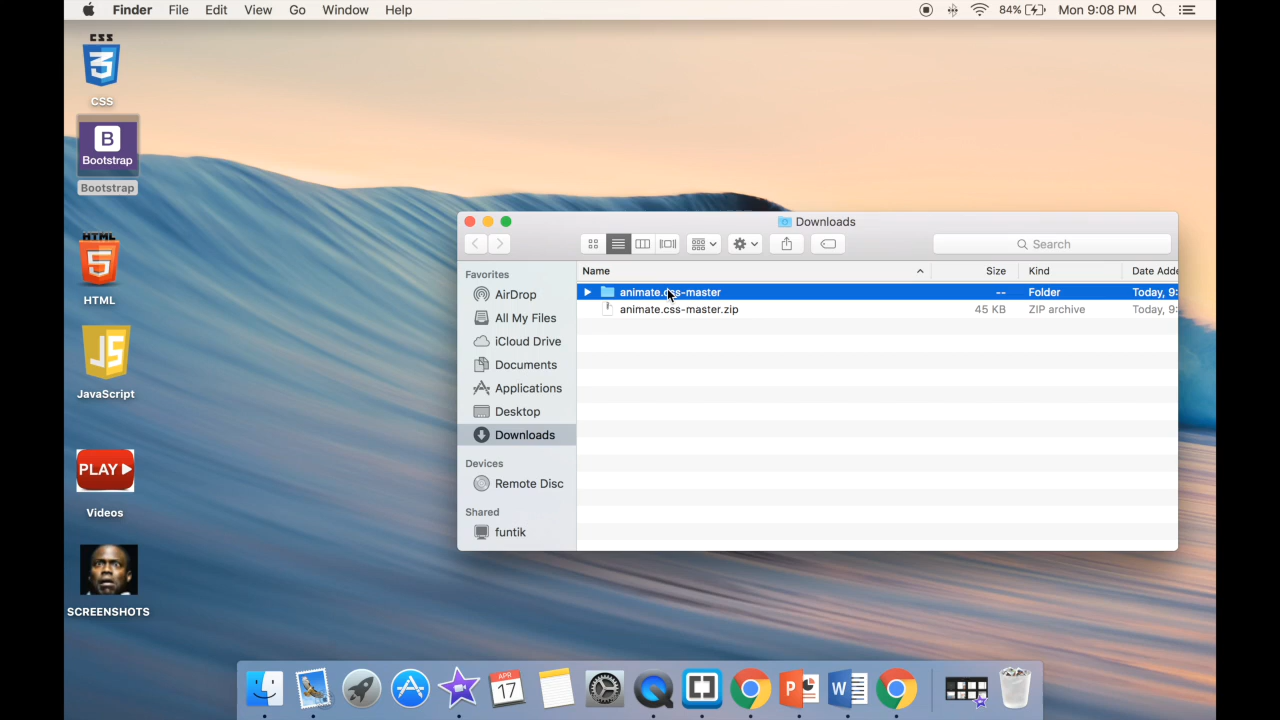 Finder File Edit View Go Window Help 84% Mon 9:08 PM
CSS
3
CSS
B
Bootstrap
Bootstrap
HTML
5
HTML
JS
JavaScript
PLAY
Videos
SCREENSHOTS
Downloads
Search
Favorites
AirDrop
All My Files
iCloud Drive
Documents
Applications
Desktop
Downloads
Devices
Remote Disc
Shared
funtik
Name Size Kind Date Adde
animate.css-master -- Folder Today, 9:
animate.css-master.zip 45 KB ZIP archive Today, 9:
APR
17
P
W